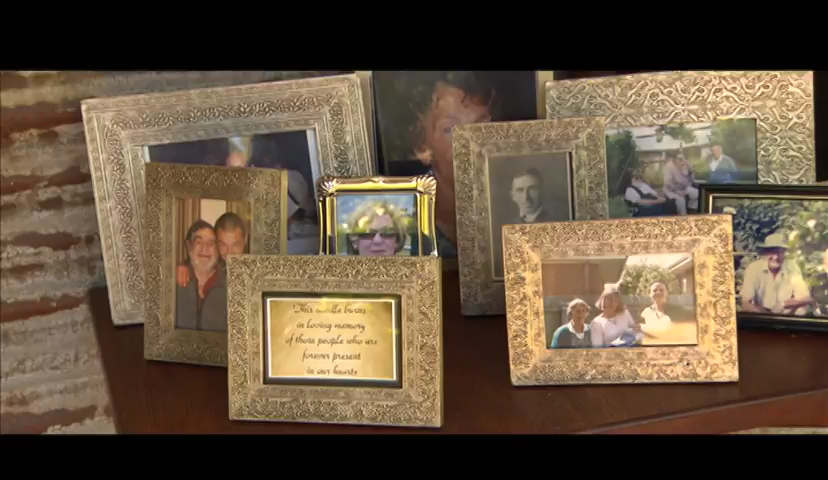 This candle burns
in loving memory
of those people who are
forever present
in our hearts